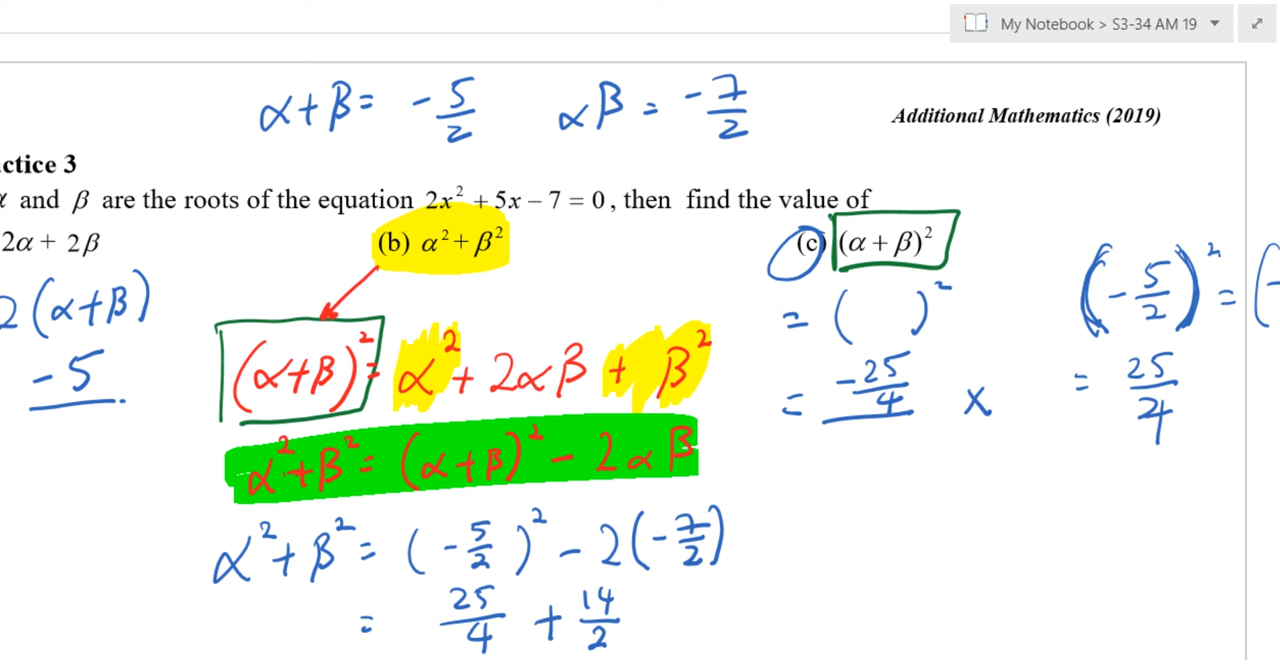 My Notebook > S3-34 AM 19
α+β = -5/2   αβ = -7/2
Additional Mathematics (2019)
ctice 3
α and β are the roots of the equation 2x² + 5x − 7 = 0, then find the value of
2α + 2β   (b) α² + β²   (c) (α + β)²
2(α+β)
-5
(α+β)² = α² + 2αβ + β²
α²+β² = (α+β)² - 2αβ
α²+β² = (-5/2)² - 2(-7/2)
= 25/4 + 14/2
= (   )²
= -25/4 ×
(-5/2)² = (-
= 25/4